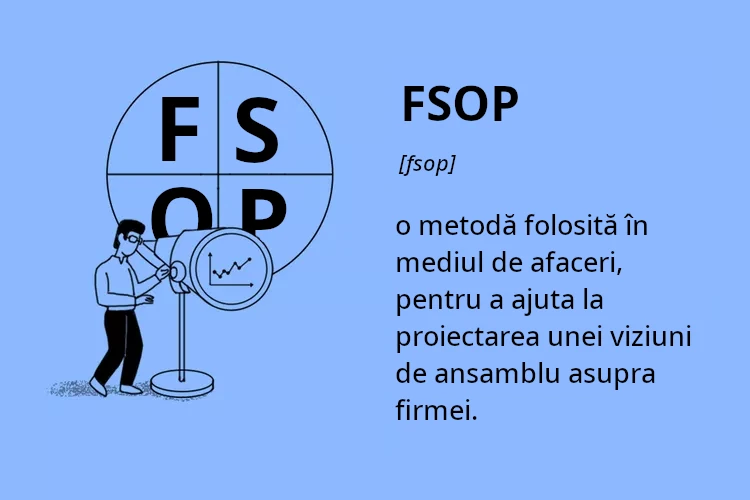 F S
O P
FSOP
[fsop]
o metodă folosită în
mediul de afaceri,
pentru a ajuta la
proiectarea unei viziuni
de ansamblu asupra
firmei.